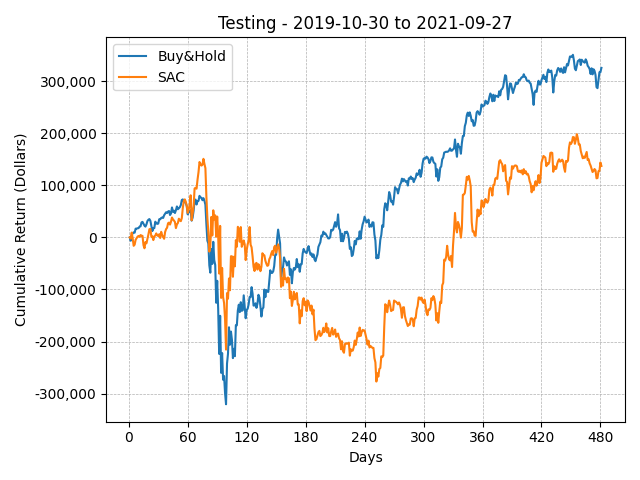 Testing - 2019-10-30 to 2021-09-27
Buy&Hold
SAC
Cumulative Return (Dollars)
300,000
200,000
100,000
0
-100,000
-200,000
-300,000
0 60 120 180 240 300 360 420 480
Days